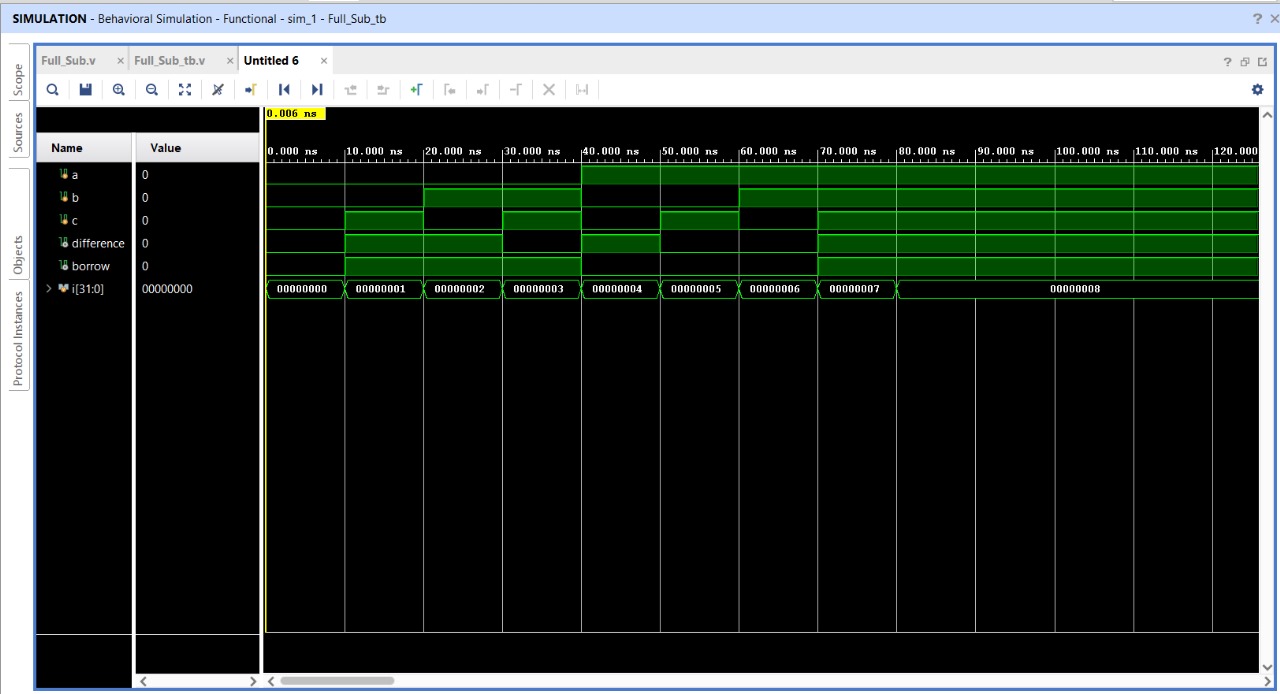 SIMULATION - Behavioral Simulation - Functional - sim_1 - Full_Sub_tb
Full_Sub.v
Full_Sub_tb.v
Untitled 6
Scope
Sources
Objects
Protocol Instances
0.006 ns
Name Value
0.000 ns 10.000 ns 20.000 ns 30.000 ns 40.000 ns 50.000 ns 60.000 ns 70.000 ns 80.000 ns 90.000 ns 100.000 ns 110.000 ns 120.000
a 0
b 0
c 0
difference 0
borrow 0
i[31:0] 00000000 00000000 00000001 00000002 00000003 00000004 00000005 00000006 00000007 00000008